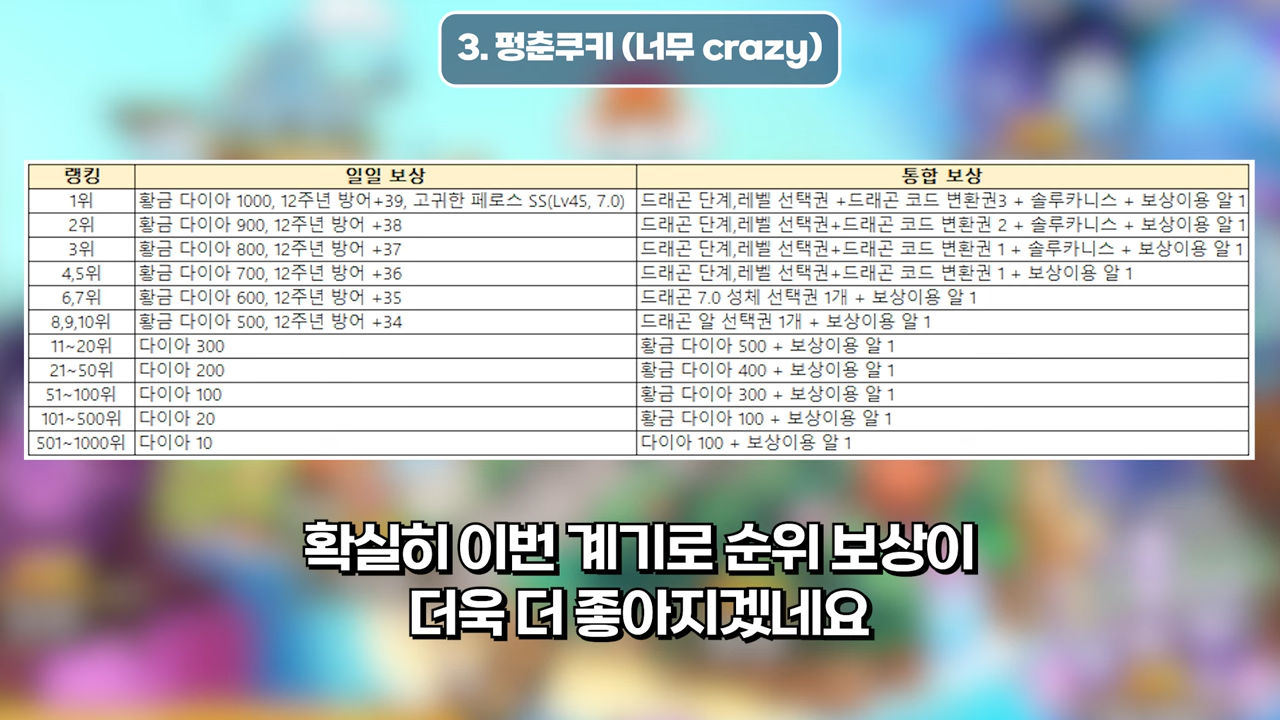 3. 펑춘쿠키 (너무 crazy)
랭킹 일일 보상 통합 보상
1위 황금 다이아 1000, 12주년 방어+39, 고귀한 페로스 SS(Lv45, 7.0) 드래곤 단계,레벨 선택권 +드래곤 코드 변환권3 + 솔루카니스 + 보상이용 알 1
2위 황금 다이아 900, 12주년 방어 +38 드래곤 단계,레벨 선택권+드래곤 코드 변환권 2 + 솔루카니스 + 보상이용 알 1
3위 황금 다이아 800, 12주년 방어 +37 드래곤 단계,레벨 선택권+드래곤 코드 변환권 1 + 솔루카니스 + 보상이용 알 1
4,5위 황금 다이아 700, 12주년 방어 +36 드래곤 단계,레벨 선택권+드래곤 코드 변환권 1 + 보상이용 알 1
6,7위 황금 다이아 600, 12주년 방어 +35 드래곤 7.0 성체 선택권 1개 + 보상이용 알 1
8,9,10위 황금 다이아 500, 12주년 방어 +34 드래곤 알 선택권 1개 + 보상이용 알 1
11~20위 다이아 300 황금 다이아 500 + 보상이용 알 1
21~50위 다이아 200 황금 다이아 400 + 보상이용 알 1
51~100위 다이아 100 황금 다이아 300 + 보상이용 알 1
101~500위 다이아 20 황금 다이아 100 + 보상이용 알 1
501~1000위 다이아 10 다이아 100 + 보상이용 알 1
확실히 이번 계기로 순위 보상이
더욱 더 좋아지겠네요